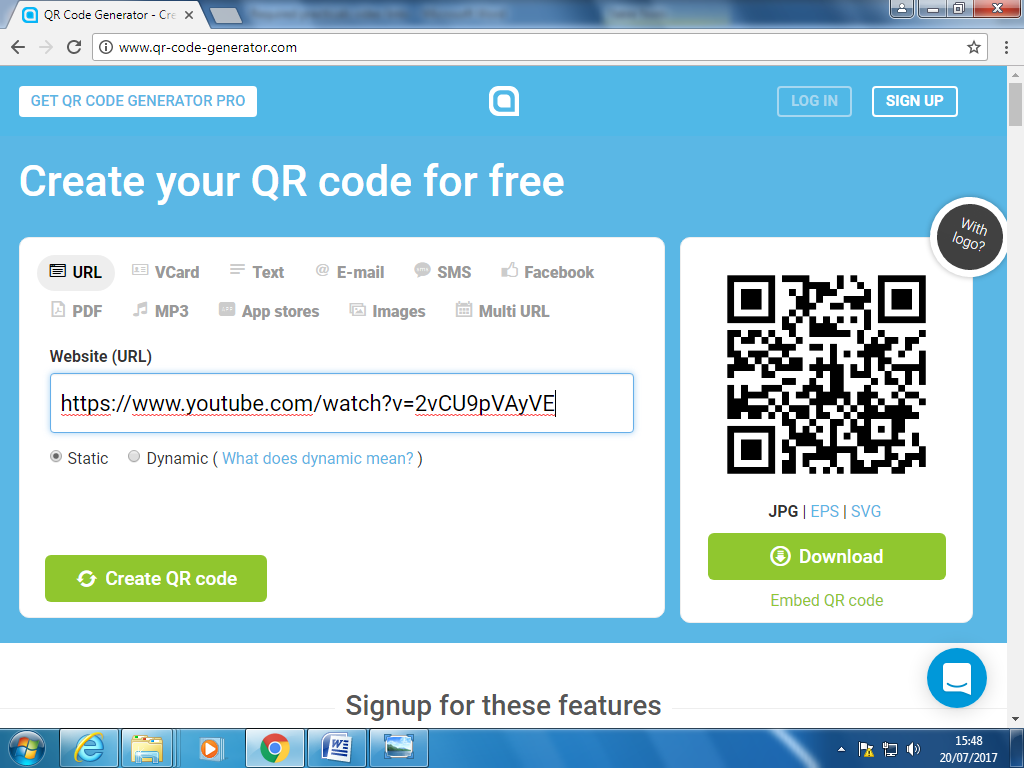 QR Code Generator - Cre
www.qr-code-generator.com
GET QR CODE GENERATOR PRO
LOG IN
SIGN UP
Create your QR code for free
With
logo?
URL
VCard
Text
@ E-mail
SMS
Facebook
PDF
MP3
App stores
Images
Multi URL
Website (URL)
https://www.youtube.com/watch?v=2vCU9pVAyVE
Static
Dynamic ( What does dynamic mean? )
JPG | EPS | SVG
Create QR code
Download
Embed QR code
Signup for these features
15:48
20/07/2017